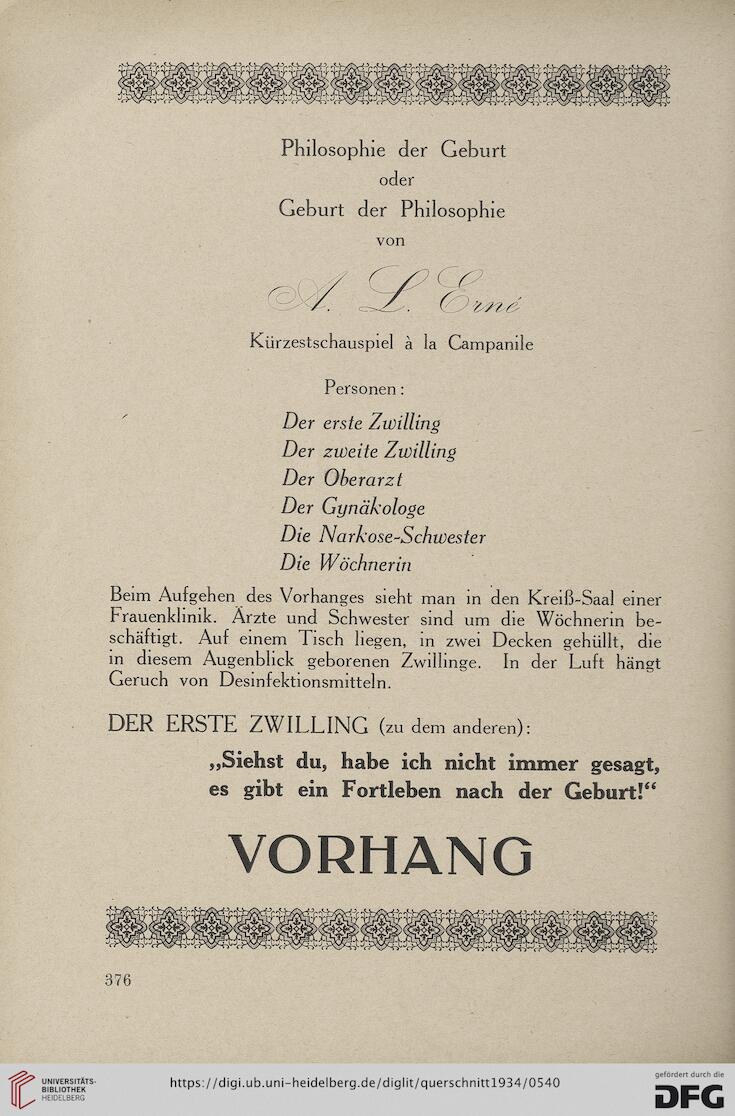 Philosophie der Geburt
oder
Geburt der Philosophie
von
A. L. Erné
Kürzestschauspiel à la Campanile
Personen:
Der erste Zwilling
Der zweite Zwilling
Der Oberarzt
Der Gynäkologe
Die Narkose-Schwester
Die Wöchnerin
Beim Aufgehen des Vorhanges sieht man in den Kreiß-Saal einer
Frauenklinik. Ärzte und Schwester sind um die Wöchnerin be-
schäftigt. Auf einem Tisch liegen, in zwei Decken gehüllt, die
in diesem Augenblick geborenen Zwillinge. In der Luft hängt
Geruch von Desinfektionsmitteln.
DER ERSTE ZWILLING (zu dem anderen):
„Siehst du, habe ich nicht immer gesagt,
es gibt ein Fortleben nach der Geburt!“
VORHANG
376
UNIVERSITÄTS-
BIBLIOTHEK
HEIDELBERG
https://digi.ub.uni-heidelberg.de/diglit/querschnitt1934/0540
gefördert durch die
DFG